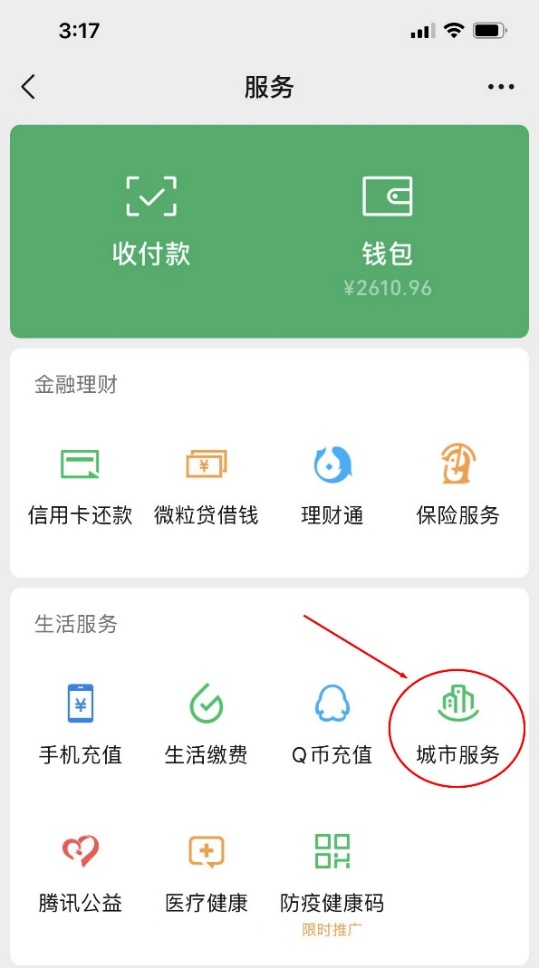 3:17
服务
收付款
钱包
¥2610.96
金融理财
信用卡还款
微粒贷借钱
理财通
保险服务
生活服务
手机充值
生活缴费
Q币充值
城市服务
腾讯公益
医疗健康
防疫健康码
限时推广